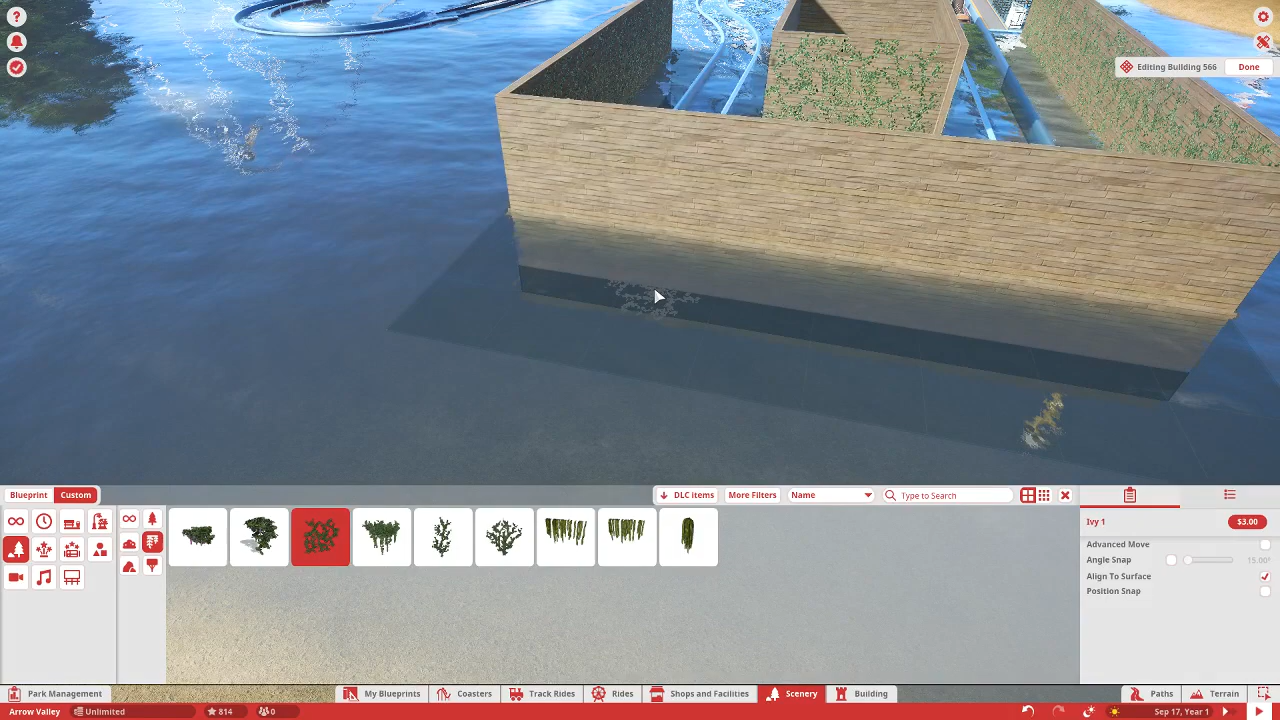 Editing Building 566 Done
Blueprint Custom
DLC items More Filters Name Type to Search
Ivy 1 $3.00
Advanced Move
Angle Snap 15.00º
Align To Surface
Position Snap
Park Management My Blueprints Coasters Track Rides Rides Shops and Facilities Scenery Building Paths Terrain
Arrow Valley Unlimited 814 0 Sep 17, Year 1